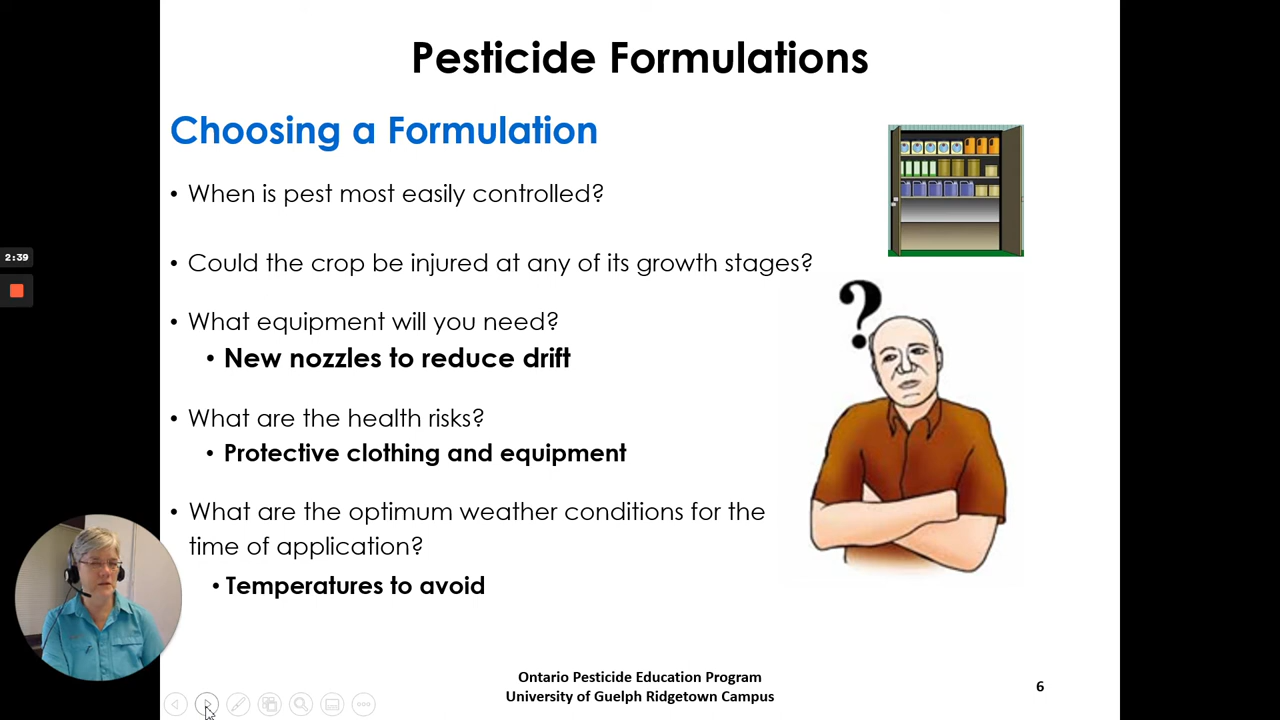 Pesticide Formulations
Choosing a Formulation
• When is pest most easily controlled?
• Could the crop be injured at any of its growth stages?
• What equipment will you need?
• New nozzles to reduce drift
• What are the health risks?
• Protective clothing and equipment
• What are the optimum weather conditions for the
time of application?
• Temperatures to avoid
?
2:39
Ontario Pesticide Education Program
University of Guelph Ridgetown Campus
6